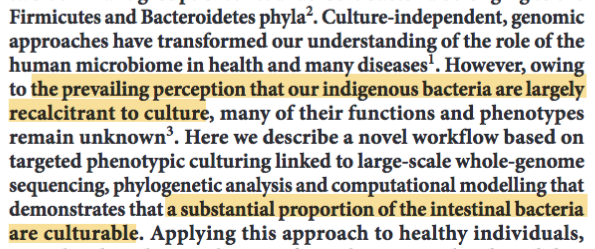 Firmicutes and Bacteroidetes phyla2. Culture-independent, genomic
approaches have transformed our understanding of the role of the
human microbiome in health and many diseases1. However, owing
to the prevailing perception that our indigenous bacteria are largely
recalcitrant to culture, many of their functions and phenotypes
remain unknown3. Here we describe a novel workflow based on
targeted phenotypic culturing linked to large-scale whole-genome
sequencing, phylogenetic analysis and computational modelling that
demonstrates that a substantial proportion of the intestinal bacteria
are culturable. Applying this approach to healthy individuals,